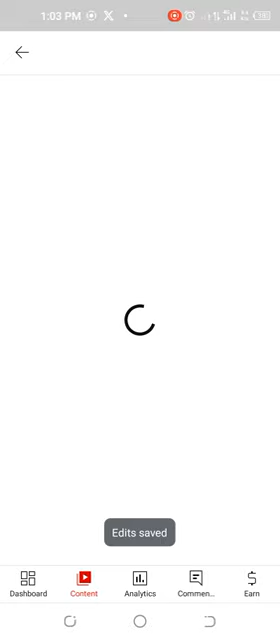 1:03 PM
Edits saved
Dashboard
Content
Analytics
Commen...
Earn